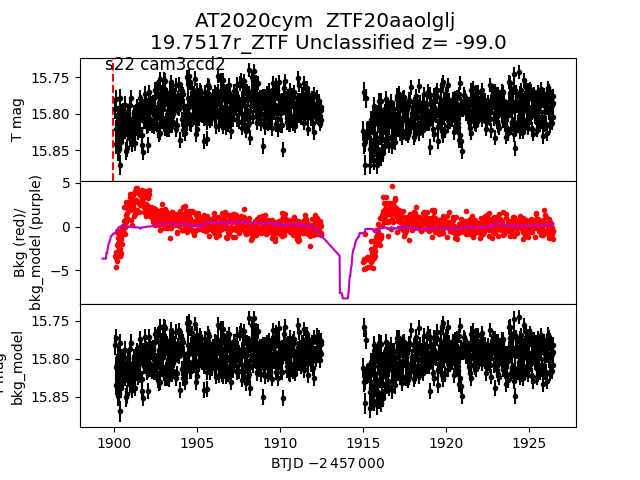 AT2020cym  ZTF20aaolglj
19.7517r_ZTF Unclassified z= -99.0
s22 cam3ccd2
T mag
15.75
15.80
15.85
Bkg (red)/
bkg_model (purple)
5
0
−5
bkg_model
15.75
15.80
15.85
1900 1905 1910 1915 1920 1925
BTJD −2 457 000